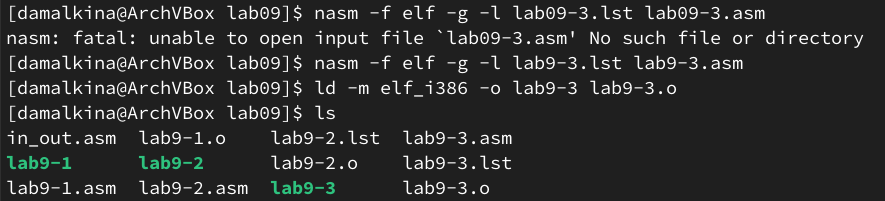 [damalkina@ArchVBox lab09]$ nasm -f elf -g -l lab09-3.lst lab09-3.asm
nasm: fatal: unable to open input file `lab09-3.asm' No such file or directory
[damalkina@ArchVBox lab09]$ nasm -f elf -g -l lab9-3.lst lab9-3.asm
[damalkina@ArchVBox lab09]$ ld -m elf_i386 -o lab9-3 lab9-3.o
[damalkina@ArchVBox lab09]$ ls
in_out.asm  lab9-1.o    lab9-2.lst  lab9-3.asm
lab9-1      lab9-2      lab9-2.o    lab9-3.lst
lab9-1.asm  lab9-2.asm  lab9-3      lab9-3.o